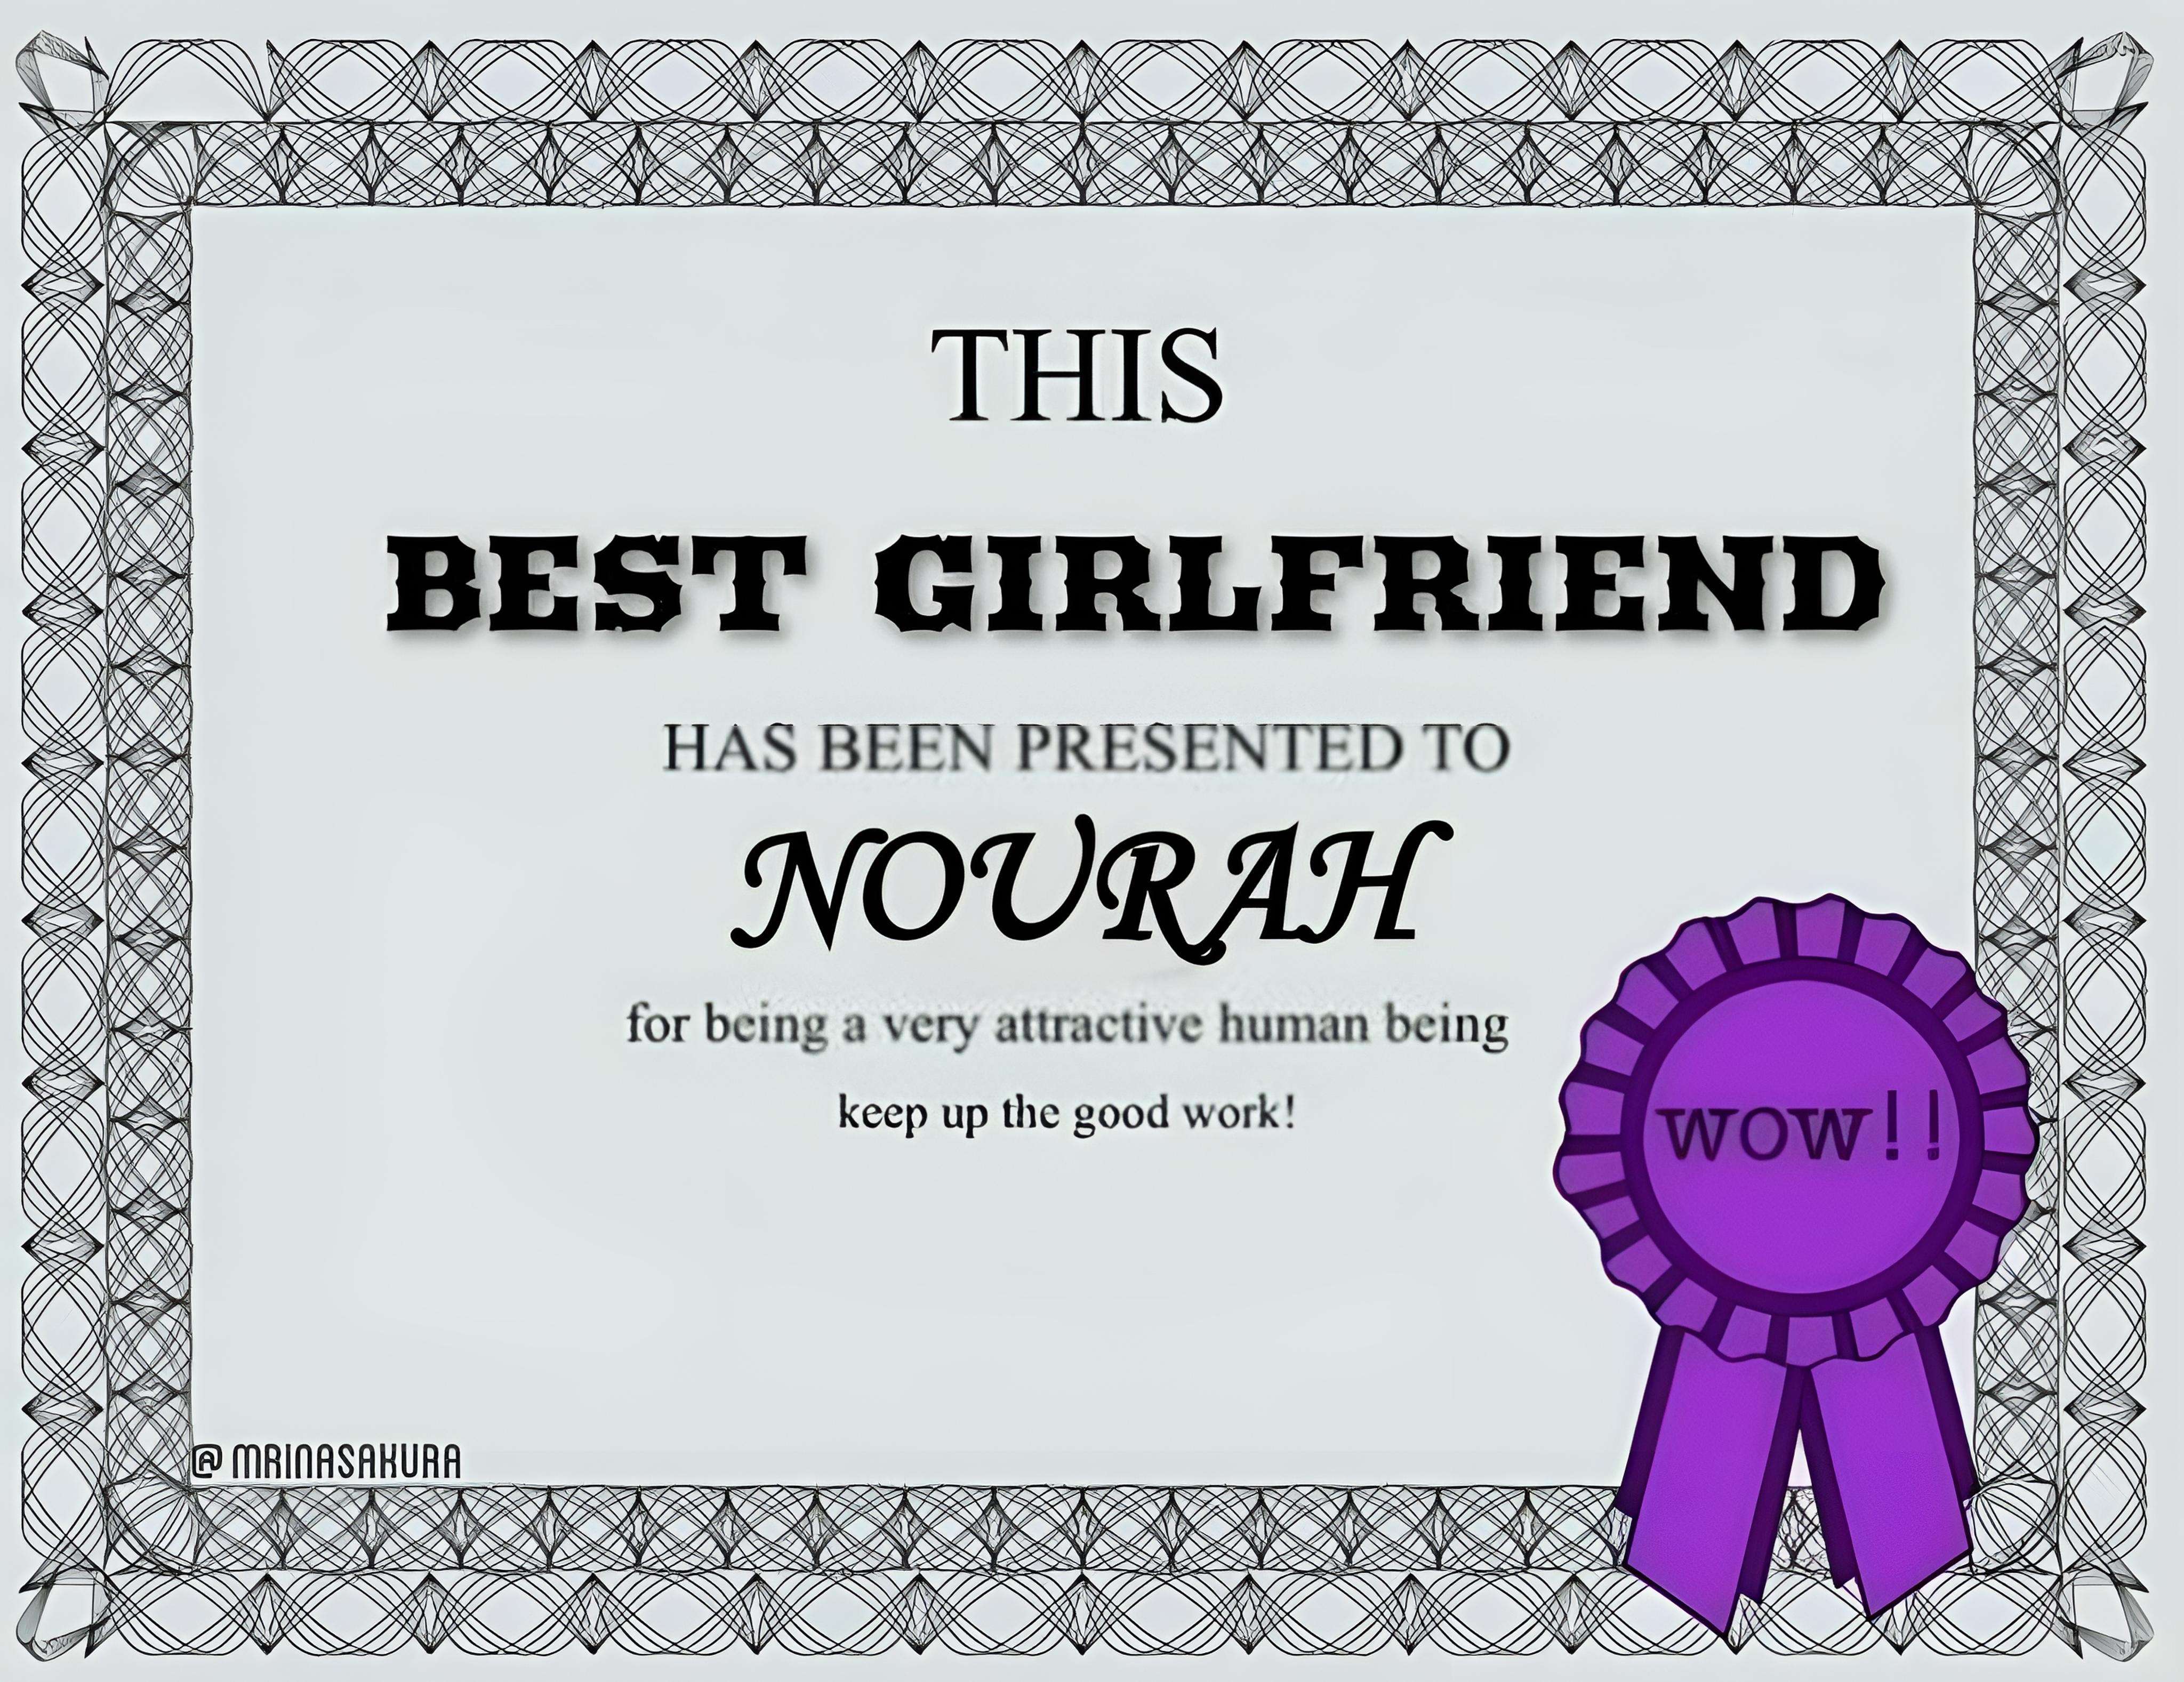 THIS
BEST GIRLFRIEND
HAS BEEN PRESENTED TO
NOURAH
for being a very attractive human being
keep up the good work!
WOW!!
@MRINASAKURA